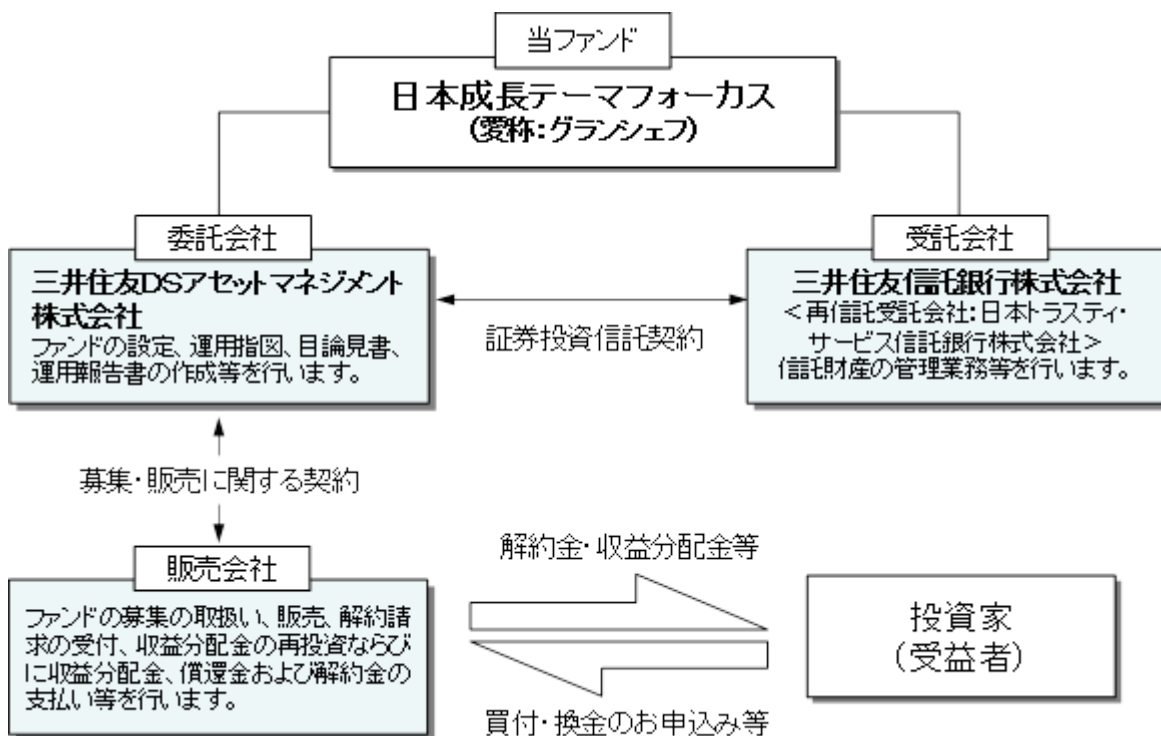 当ファンド
日本成長テーマフォーカス
(愛称:グランシェフ)
委託会社
三井住友DSアセットマネジメント
株式会社
ファンドの設定、運用指図、目論見書、
運用報告書の作成等を行います。
証券投資信託契約
受託会社
三井住友信託銀行株式会社
<再信託受託会社:日本トラスティ・
サービス信託銀行株式会社>
信託財産の管理業務等を行います。
募集・販売に関する契約
販売会社
ファンドの募集の取扱い、販売、解約請
求の受付、収益分配金の再投資ならび
に収益分配金、償還金および解約金の
支払い等を行います。
解約金・収益分配金等
買付・換金のお申込み等
投資家
(受益者)